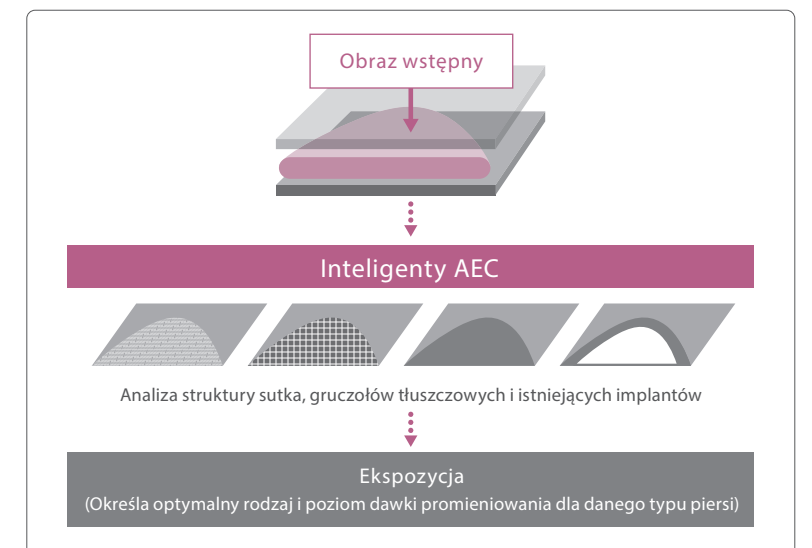 Obraz wstępny
Inteligenty AEC
Analiza struktury sutka, gruczołów tłuszczowych i istniejących implantów
Ekspozycja
(Określa optymalny rodzaj i poziom dawki promieniowania dla danego typu piersi)